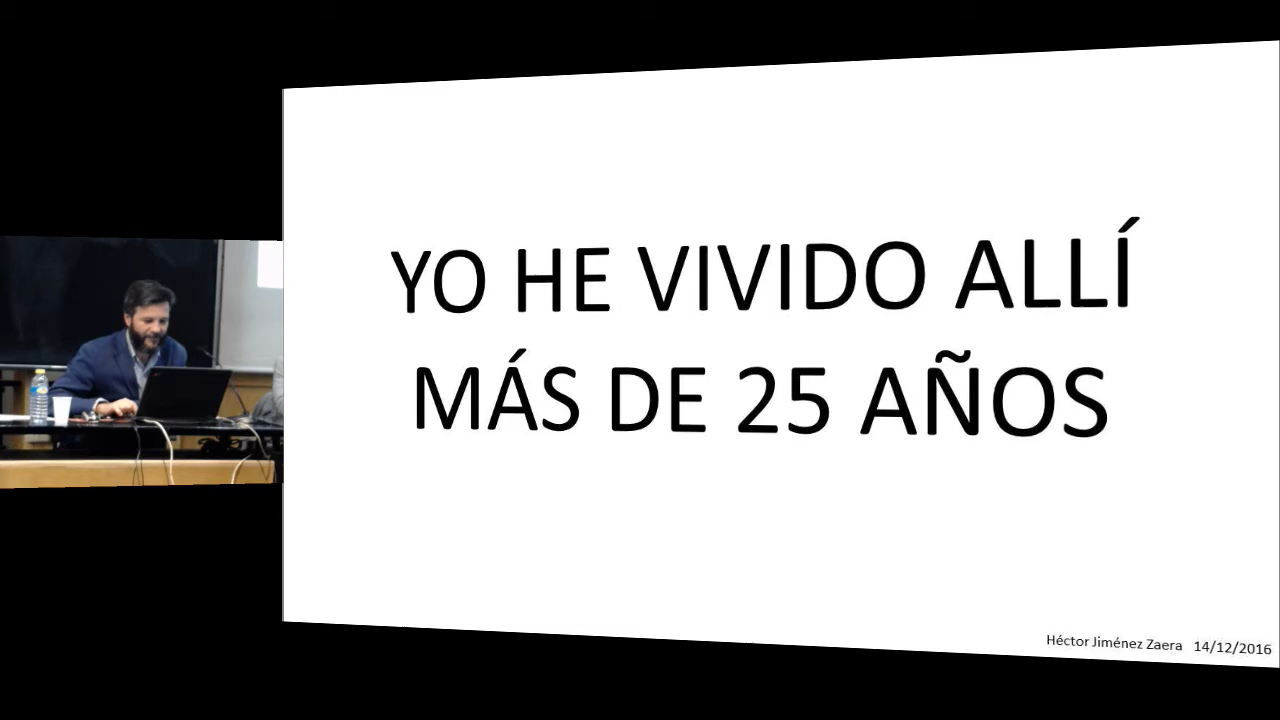 YO HE VIVIDO ALLÍ
MÁS DE 25 AÑOS
Héctor Jiménez Zaera 14/12/2016